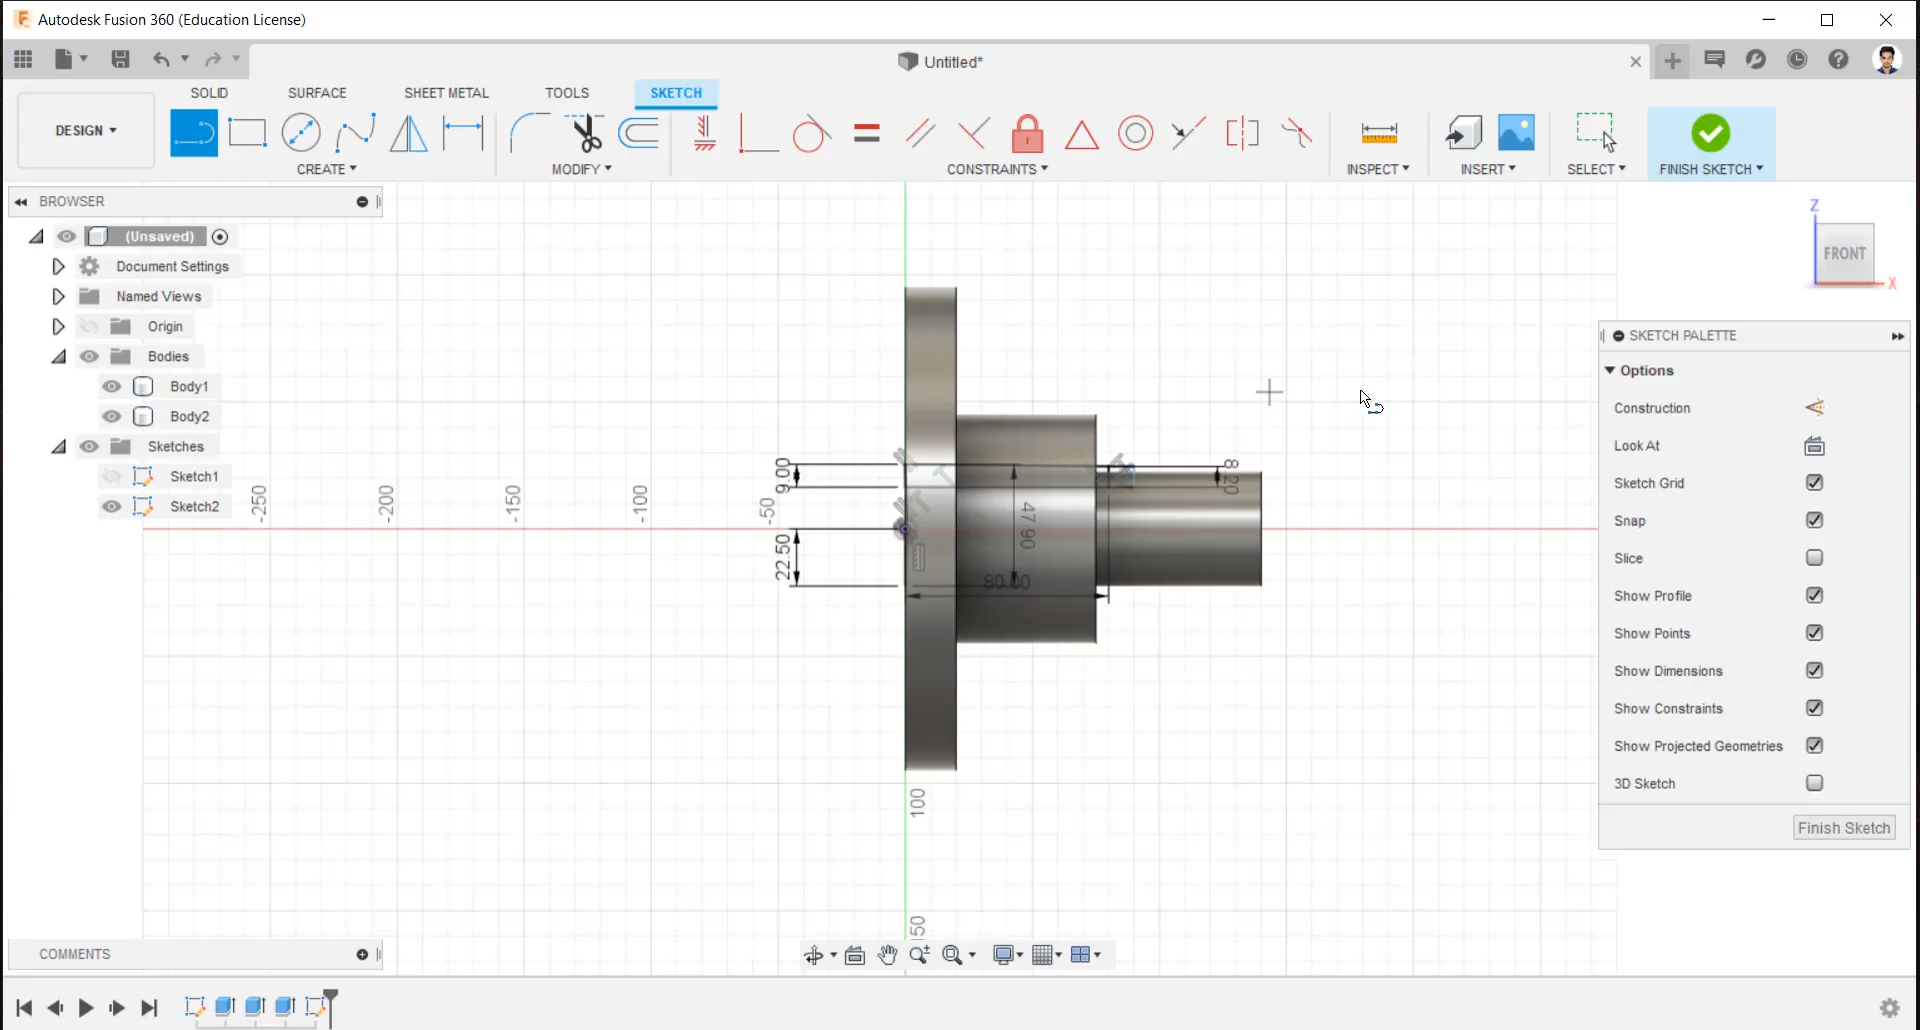 Autodesk Fusion 360 (Education License)
Untitled*
SOLID SURFACE SHEET METAL TOOLS SKETCH
DESIGN
CREATE MODIFY CONSTRAINTS INSPECT INSERT SELECT FINISH SKETCH
BROWSER
(Unsaved)
Document Settings
Named Views
Origin
Bodies
Body1
Body2
Sketches
Sketch1
Sketch2
-250 -200 -150 -100 -50
9.00
22.50
47.90
80.00
8.20
100
50
Z
FRONT
X
SKETCH PALETTE
Options
Construction
Look At
Sketch Grid
Snap
Slice
Show Profile
Show Points
Show Dimensions
Show Constraints
Show Projected Geometries
3D Sketch
Finish Sketch
COMMENTS